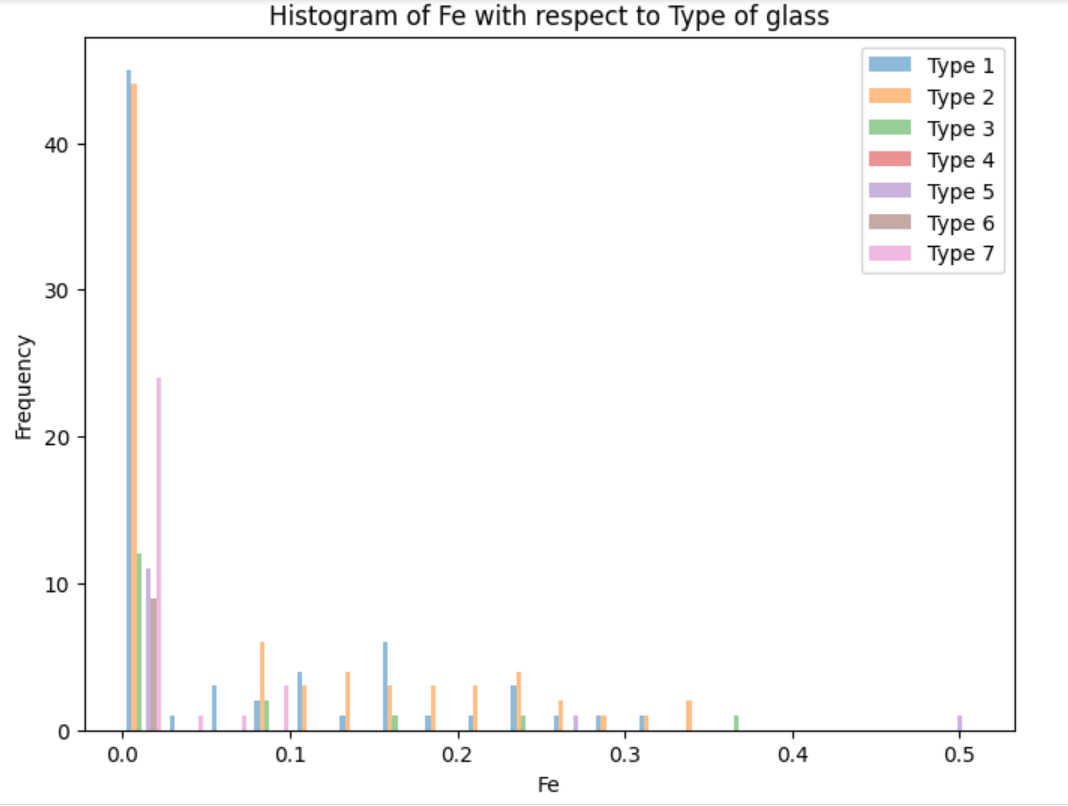 Histogram of Fe with respect to Type of glass
Type 1
Type 2
Type 3
Type 4
Type 5
Type 6
Type 7
Frequency
40
30
20
10
0
0.0 0.1 0.2 0.3 0.4 0.5
Fe